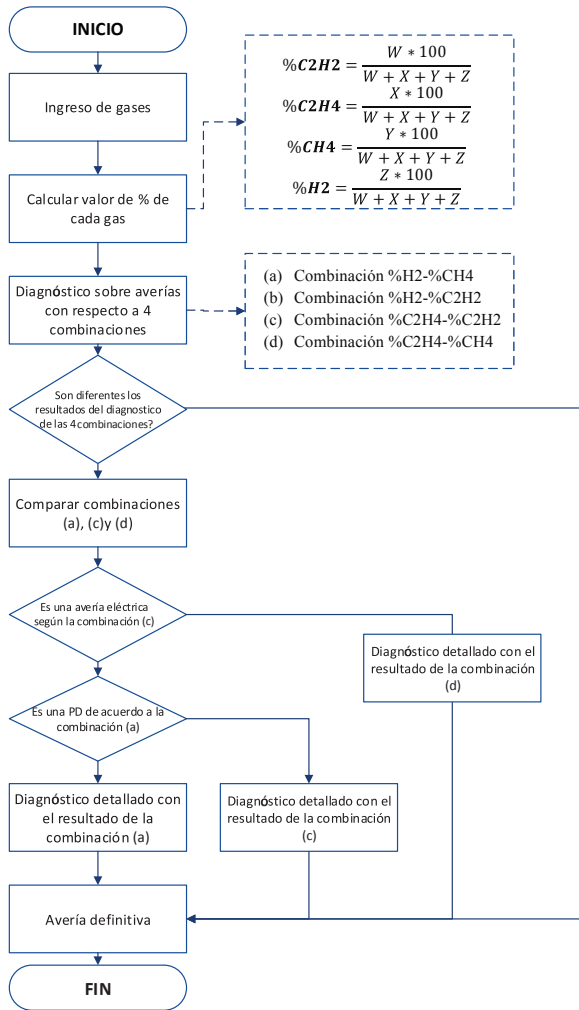 INICIO
Ingreso de gases
Calcular valor de % de
cada gas
%C2H2 = W * 100 / W + X + Y + Z
%C2H4 = X * 100 / W + X + Y + Z
%CH4 = Y * 100 / W + X + Y + Z
%H2 = Z * 100 / W + X + Y + Z
Diagnóstico sobre averías
con respecto a 4
combinaciones
(a) Combinación %H2-%CH4
(b) Combinación %H2-%C2H2
(c) Combinación %C2H4-%C2H2
(d) Combinación %C2H4-%CH4
Son diferentes los
resultados del diagnostico
de las 4combinaciones?
Comparar combinaciones
(a), (c)y (d)
Es una avería eléctrica
según la combinación (c)
Diagnóstico detallado con el
resultado de la combinación
(d)
Es una PD de acuerdo a la
combinación (a)
Diagnóstico detallado con
el resultado de la
combinación (a)
Diagnóstico detallado con el
resultado de la combinación
(c)
Avería definitiva
FIN